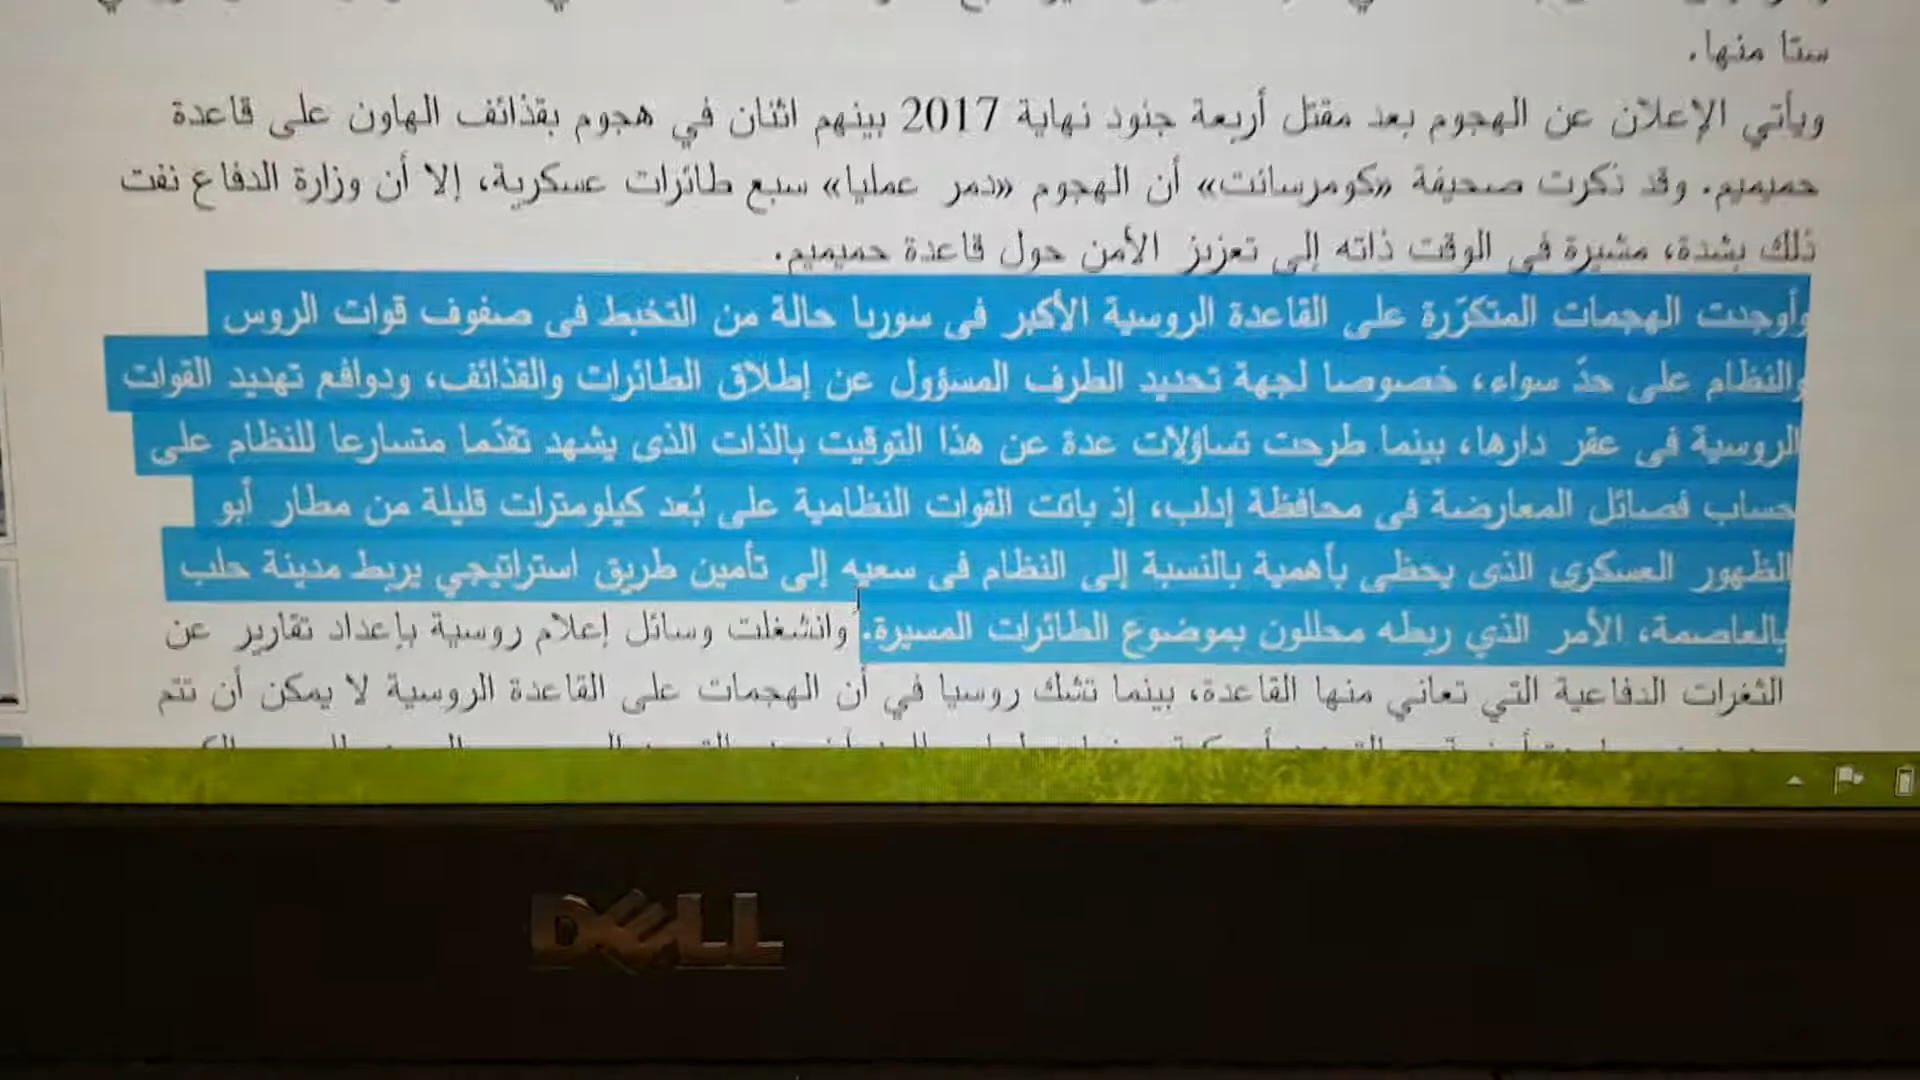 ستا منها.
ويأتي الإعلان عن الهجوم بعد مقتل أربعة جنود نهاية 2017 بينهم اثنان في هجوم بقذائف الهاون على قاعدة
حميميم. وقد ذكرت صحيفة «كومرسانت» أن الهجوم «دمر عمليا» سبع طائرات عسكرية، إلا أن وزارة الدفاع نفت
ذلك بشدة، مشيرة في الوقت ذاته إلى تعزيز الأمن حول قاعدة حميميم.
وأوجدت الهجمات المتكرّرة على القاعدة الروسية الأكبر فى سوريا حالة من التخبط فى صفوف قوات الروس
والنظام على حدّ سواء، خصوصا لجهة تحديد الطرف المسؤول عن إطلاق الطائرات والقذائف، ودوافع تهديد القوات
الروسية فى عقر دارها، بينما طرحت تساؤلات عدة عن هذا التوقيت بالذات الذى يشهد تقدّما متسارعا للنظام على
حساب فصائل المعارضة فى محافظة إدلب، إذ باتت القوات النظامية على بُعد كيلومترات قليلة من مطار أبو
الظهور العسكري الذى يحظى بأهمية بالنسبة إلى النظام فى سعيه إلى تأمين طريق استراتيجي يربط مدينة حلب
بالعاصمة، الأمر الذي ربطه محللون بموضوع الطائرات المسيرة. وانشغلت وسائل إعلام روسية بإعداد تقارير عن
الثغرات الدفاعية التي تعاني منها القاعدة، بينما تشك روسيا في أن الهجمات على القاعدة الروسية لا يمكن أن تتم
DELL